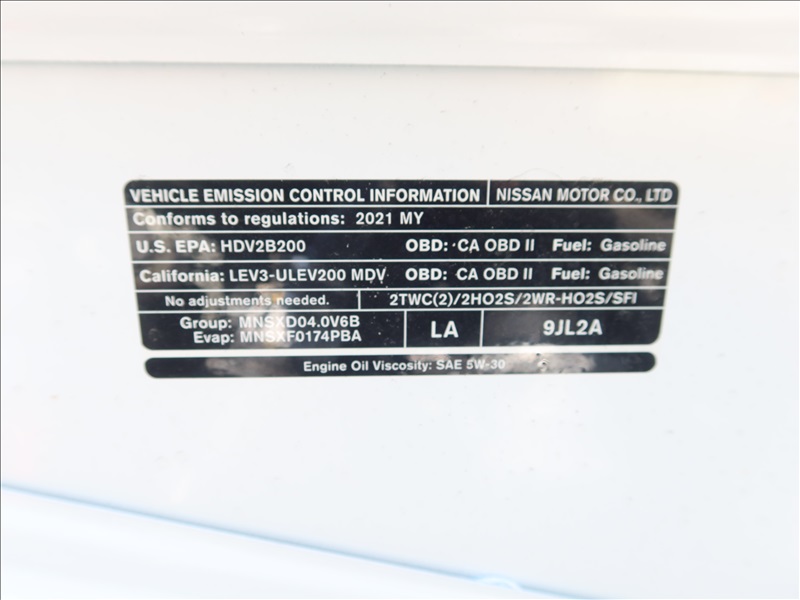 VEHICLE EMISSION CONTROL INFORMATION NISSAN MOTOR CO., LTD
Conforms to regulations: 2021 MY
U.S. EPA: HDV2B200 OBD: CA OBD II Fuel: Gasoline
California: LEV3-ULEV200 MDV OBD: CA OBD II Fuel: Gasoline
No adjustments needed. 2TWC(2)/2HO2S/2WR-HO2S/SFI
Group: MNSXD04.0V6B LA 9JL2A
Evap: MNSXF0174PBA
Engine Oil Viscosity: SAE 5W-30